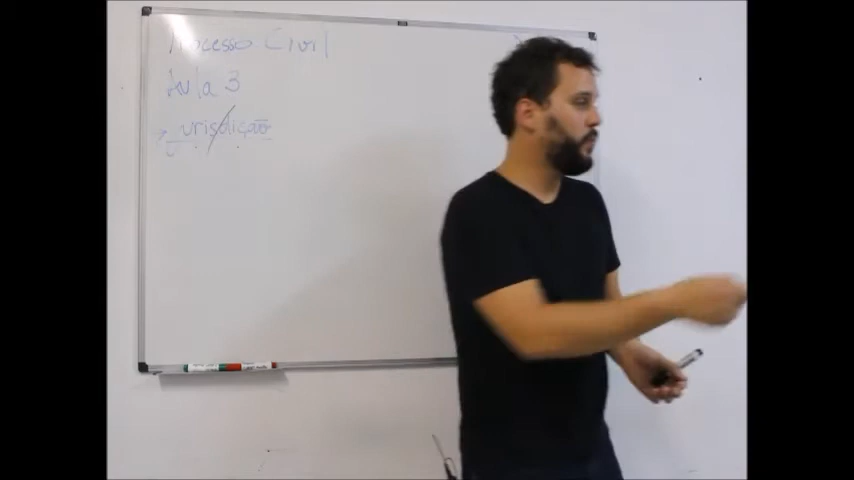 Processo Civil
Aula 3
→ Jurisdição